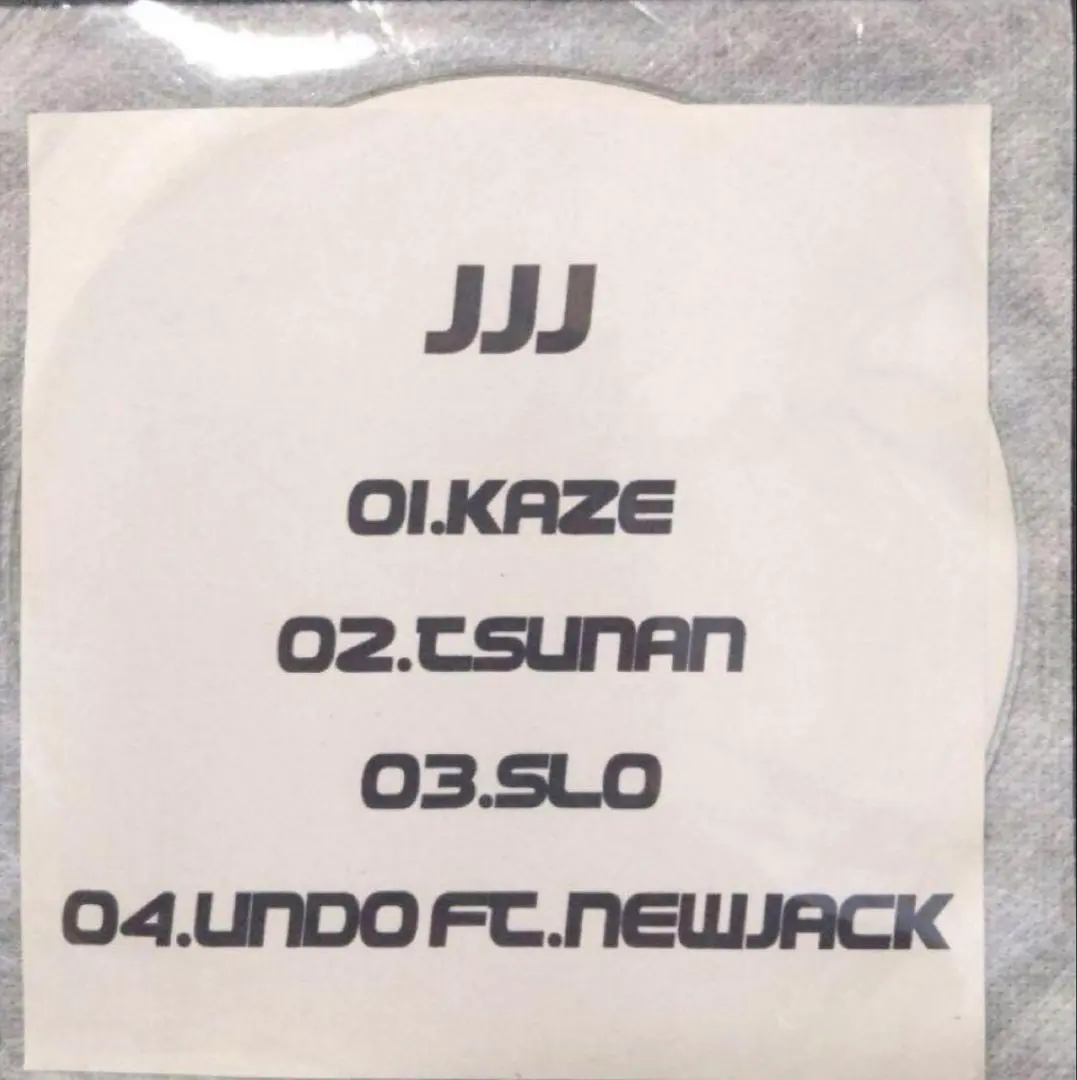 JJJ
01.KAZE
02.TSUNAN
03.SLO
04.UNDO FT.NEWJACK